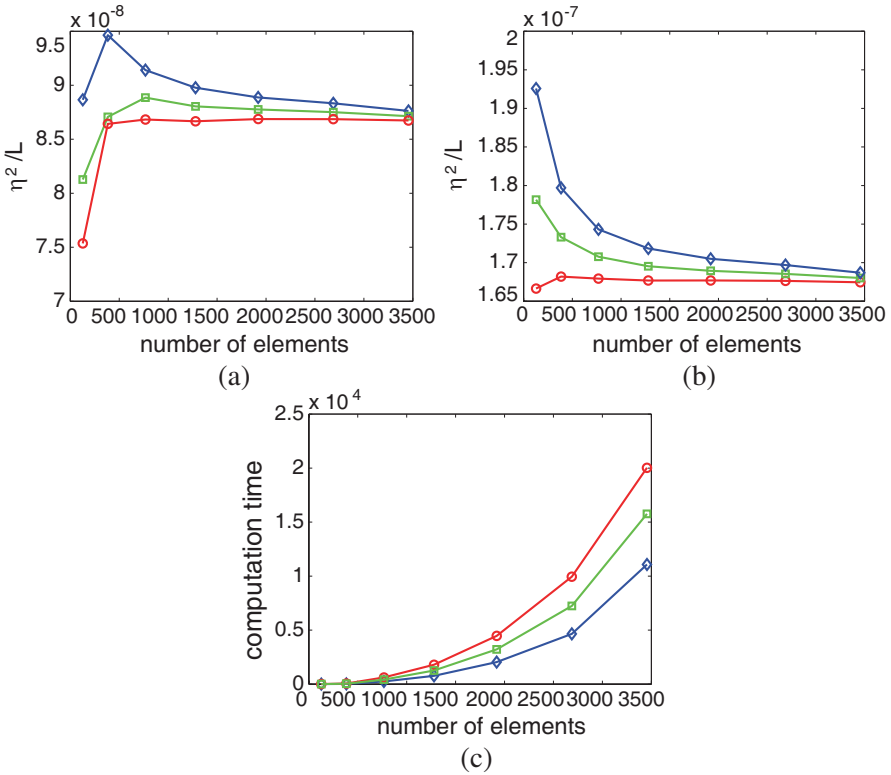 x 10⁻⁸
9.5
9
8.5
8
7.5
7
η²/L
0 500 1000 1500 2000 2500 3000 3500
number of elements
(a)
x 10⁻⁷
2
1.95
1.9
1.85
1.8
1.75
1.7
1.65
η²/L
0 500 1000 1500 2000 2500 3000 3500
number of elements
(b)
x 10⁴
2.5
2
1.5
1
0.5
0
computation time
0 500 1000 1500 2000 2500 3000 3500
number of elements
(c)